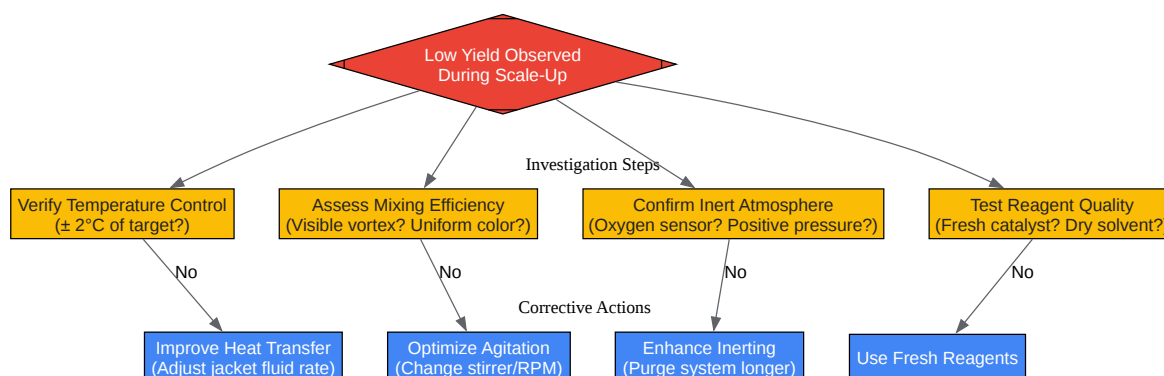 Low Yield Observed
During Scale-Up
Investigation Steps
Verify Temperature Control
(± 2°C of target?)
Assess Mixing Efficiency
(Visible vortex? Uniform color?)
Confirm Inert Atmosphere
(Oxygen sensor? Positive pressure?)
Test Reagent Quality
(Fresh catalyst? Dry solvent?)
No
No
No
No
Corrective Actions
Improve Heat Transfer
(Adjust jacket fluid rate)
Optimize Agitation
(Change stirrer/RPM)
Enhance Inerting
(Purge system longer)
Use Fresh Reagents